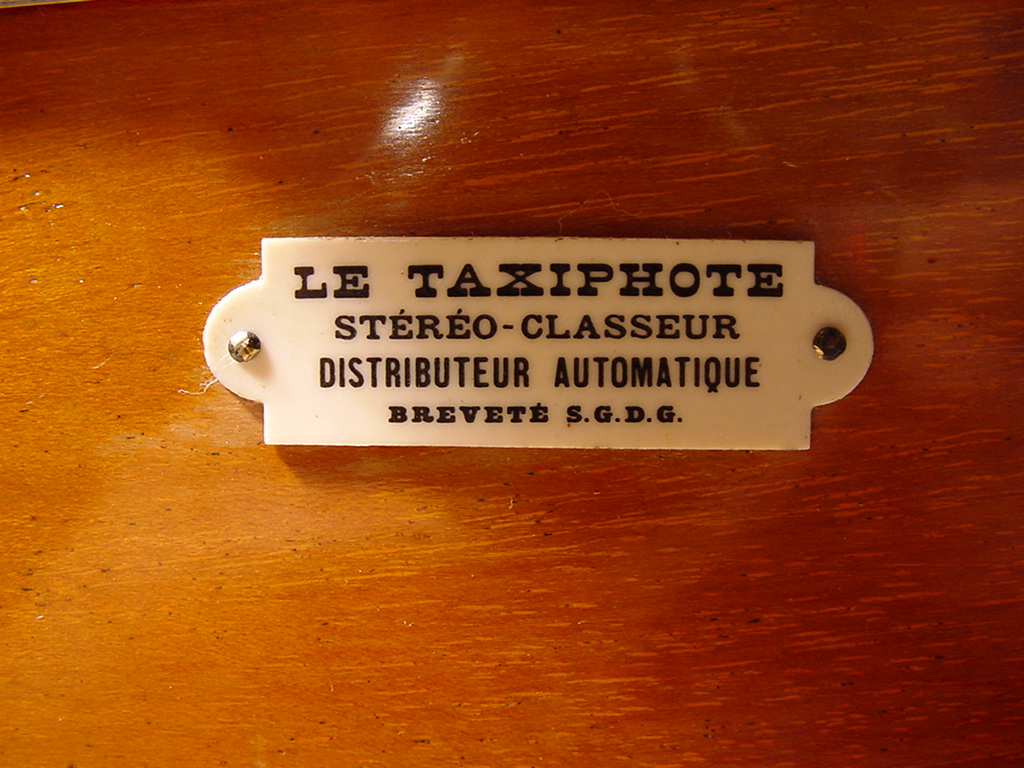 LE TAXIPHOTE
STÉRÉO-CLASSEUR
DISTRIBUTEUR AUTOMATIQUE
BREVETÉ S.G.D.G.